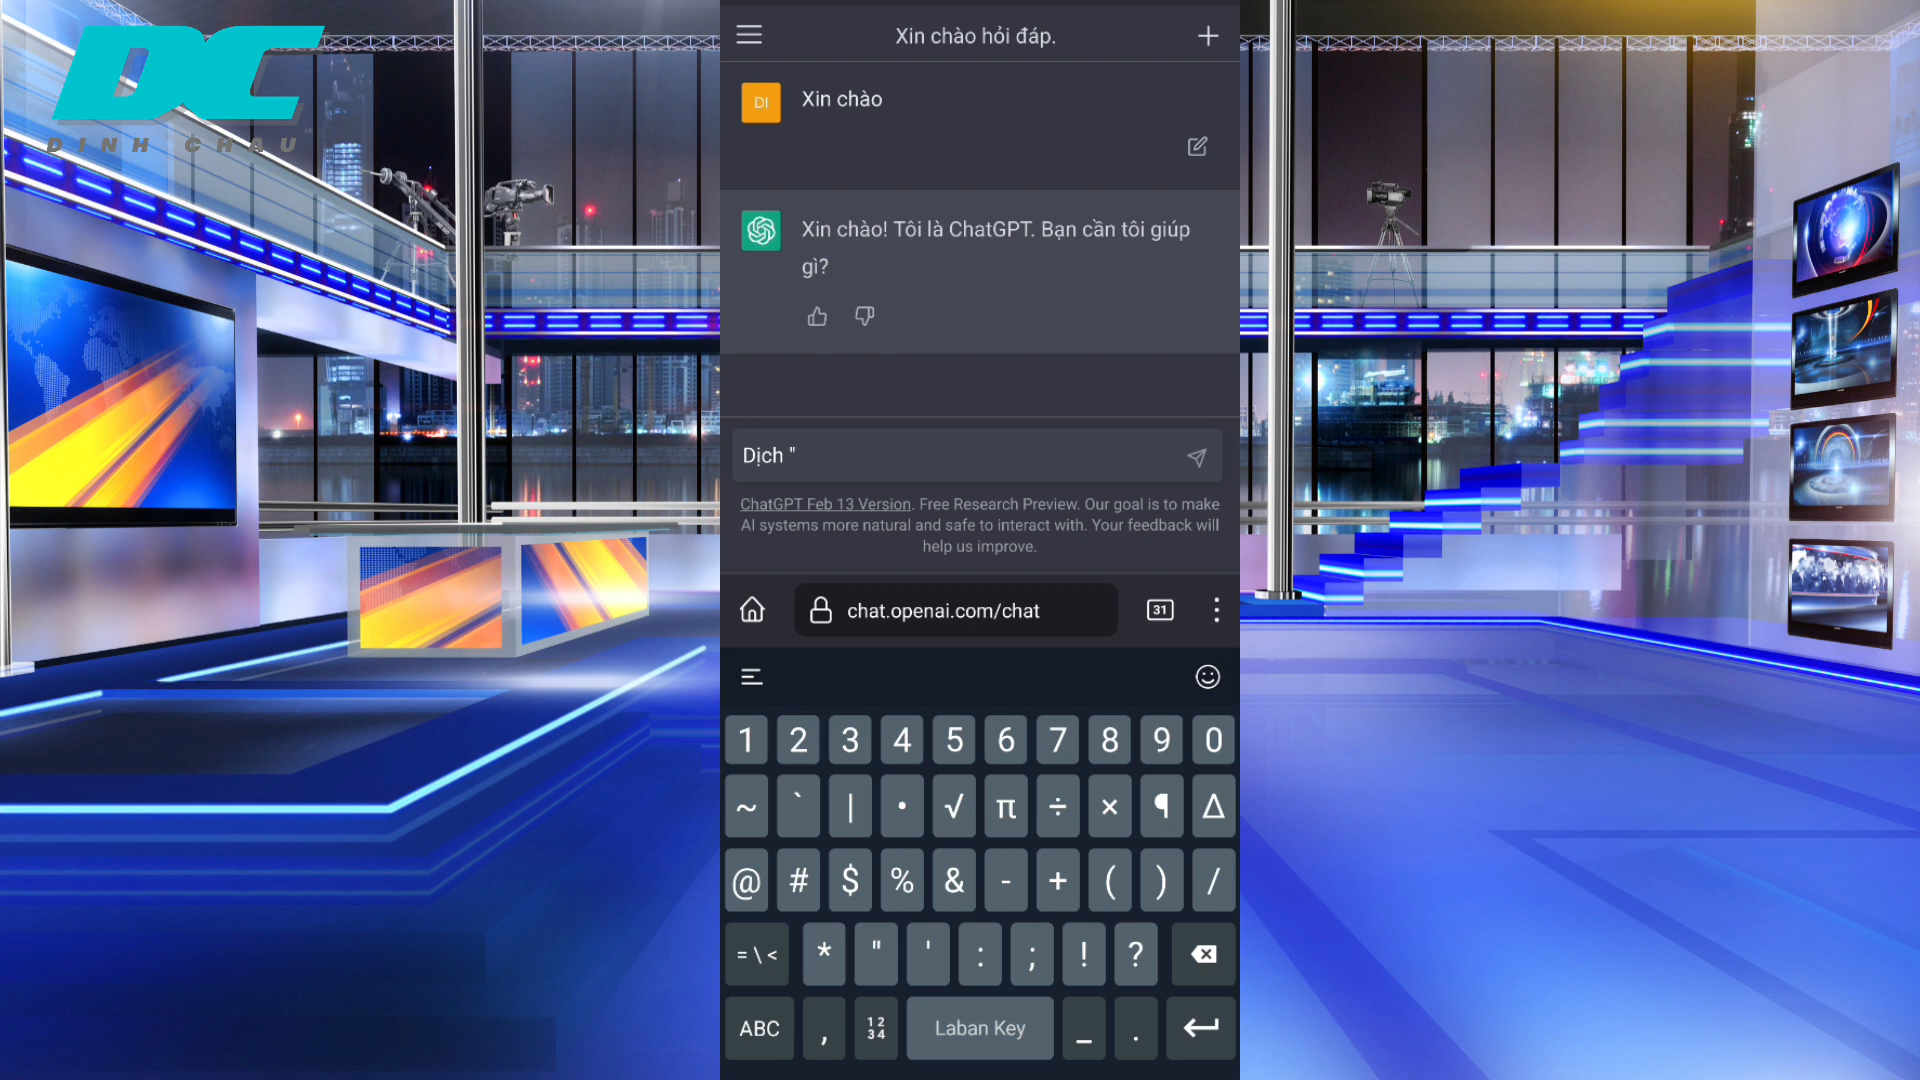 DC
DINH CHAU
Xin chào hỏi đáp.
DI
Xin chào
Xin chào! Tôi là ChatGPT. Bạn cần tôi giúp
gì?
Dịch "
ChatGPT Feb 13 Version. Free Research Preview. Our goal is to make
AI systems more natural and safe to interact with. Your feedback will
help us improve.
chat.openai.com/chat
31
1 2 3 4 5 6 7 8 9 0
~ ` | • √ π ÷ × ¶ Δ
@ # $ % & - + ( ) /
= \ < * " ' : ; ! ?
ABC , 12 34 Laban Key _ .